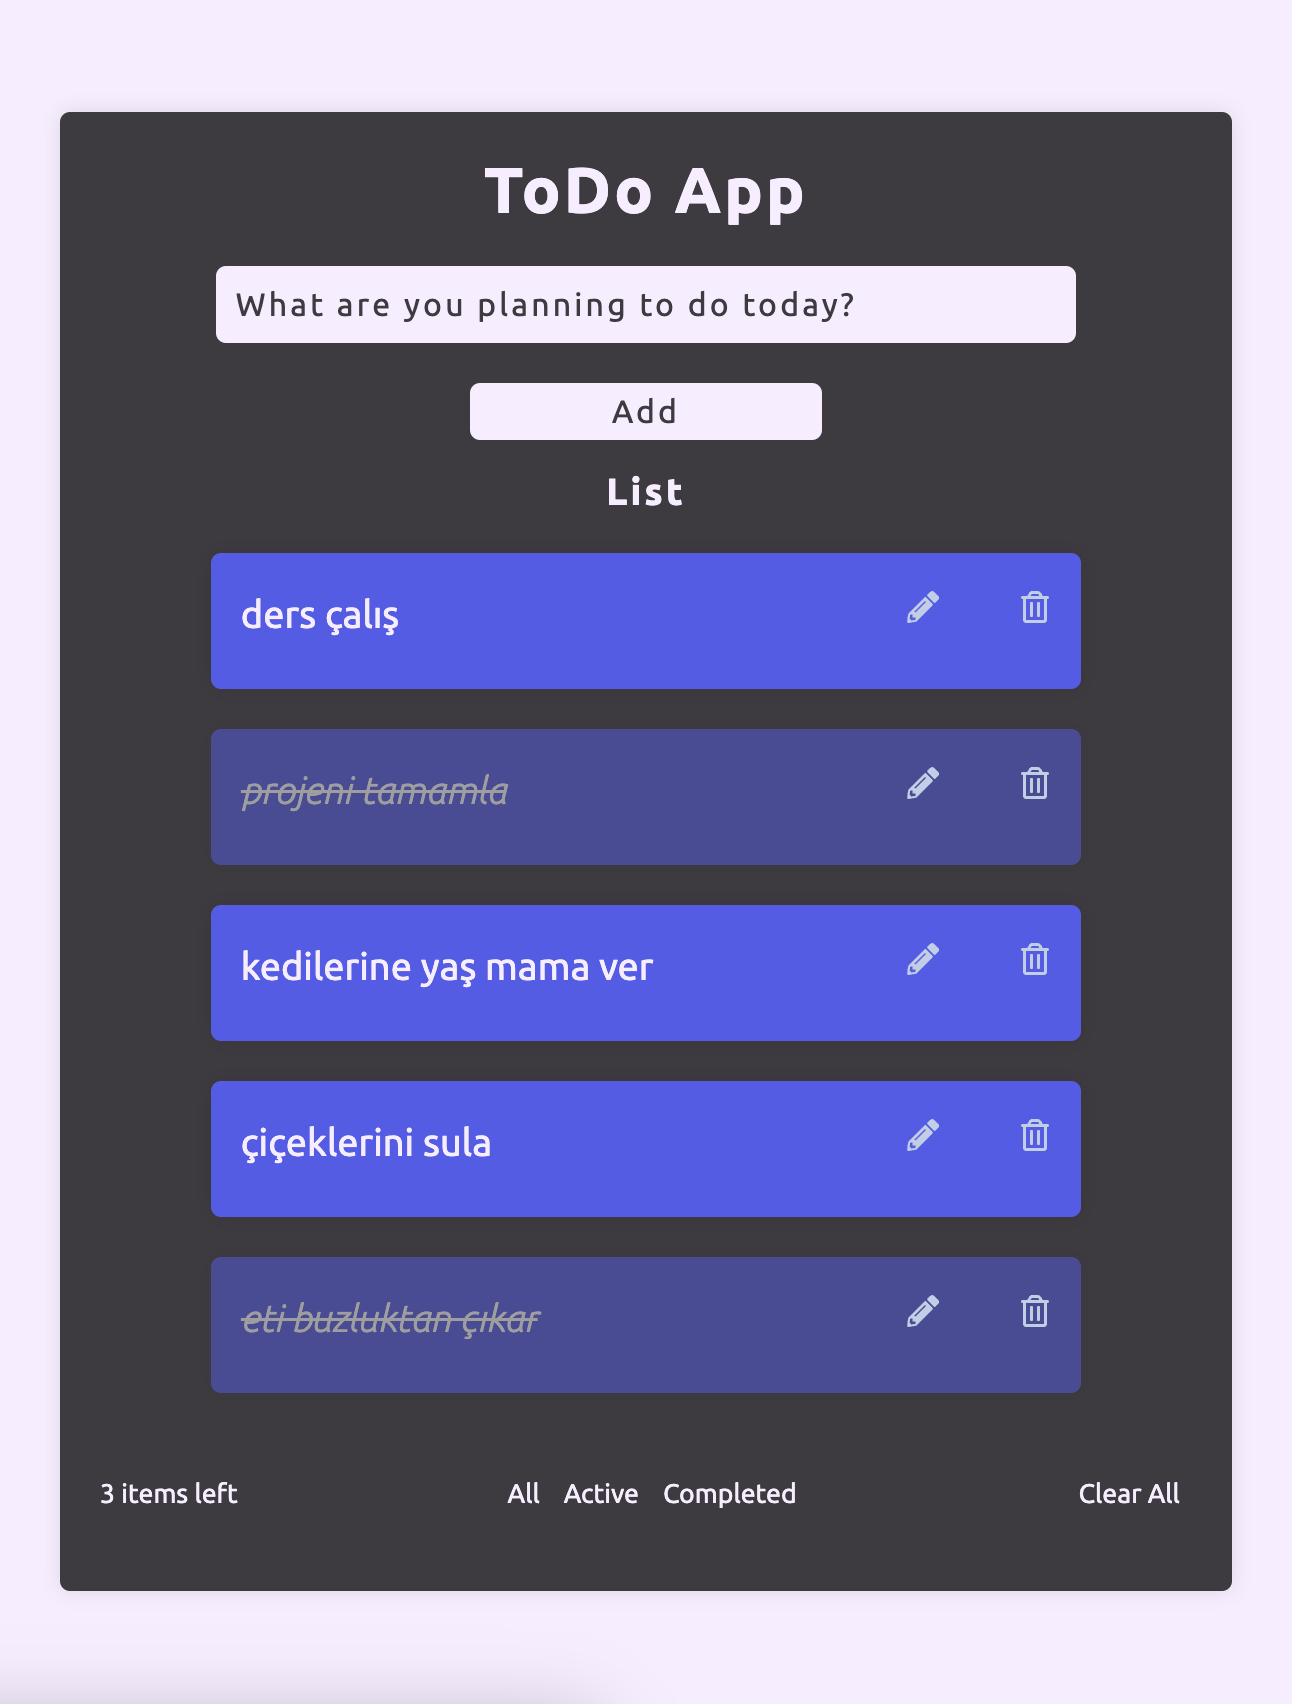 ToDo App
What are you planning to do today?
Add
List
ders çalış
projeni tamamla
kedilerine yaş mama ver
çiçeklerini sula
eti buzluktan çıkar
3 items left All Active Completed Clear All